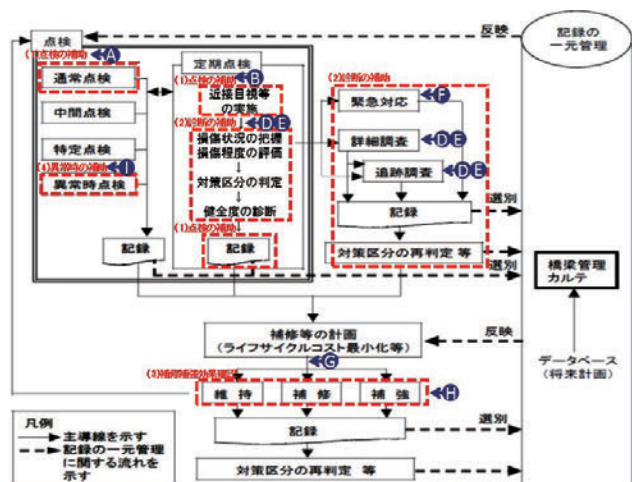 点検
反映
記録の
一元管理
(1)点検の補助 A
通常点検
中間点検
特定点検
(4)異常時の補助 I
異常時点検
記録
定期点検
(1)点検の補助 B
近接目視等
の実施
(2)診断の補助 D E
損傷状況の把握
損傷程度の評価
対策区分の判定
健全度の診断
(1)点検の補助
記録
(2)診断の補助
緊急対応 F
詳細調査 D E
追跡調査 D E
記録
選別
対策区分の再判定 等
選別
橋梁管理
カルテ
データベース
(将来計画)
補修等の計画
(ライフサイクルコスト最小化等)
反映
G
維持 補修 補強 H
記録
選別
対策区分の再判定 等
凡例
主導線を示す
記録の一元管理
に関する流れを
示す